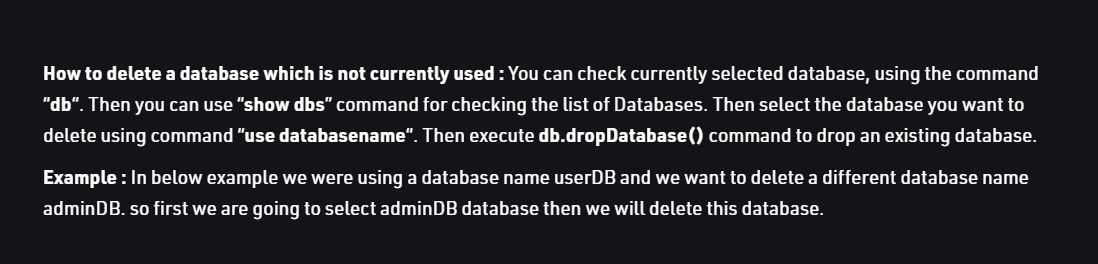 How to delete a database which is not currently used : You can check currently selected database, using the command
"db“. Then you can use “show dbs” command for checking the list of Databases. Then select the database you want to
delete using command “use databasename“. Then execute db.dropDatabase() command to drop an existing database.
Example : In below example we were using a database name userDB and we want to delete a different database name
adminDB. so first we are going to select adminDB database then we will delete this database.